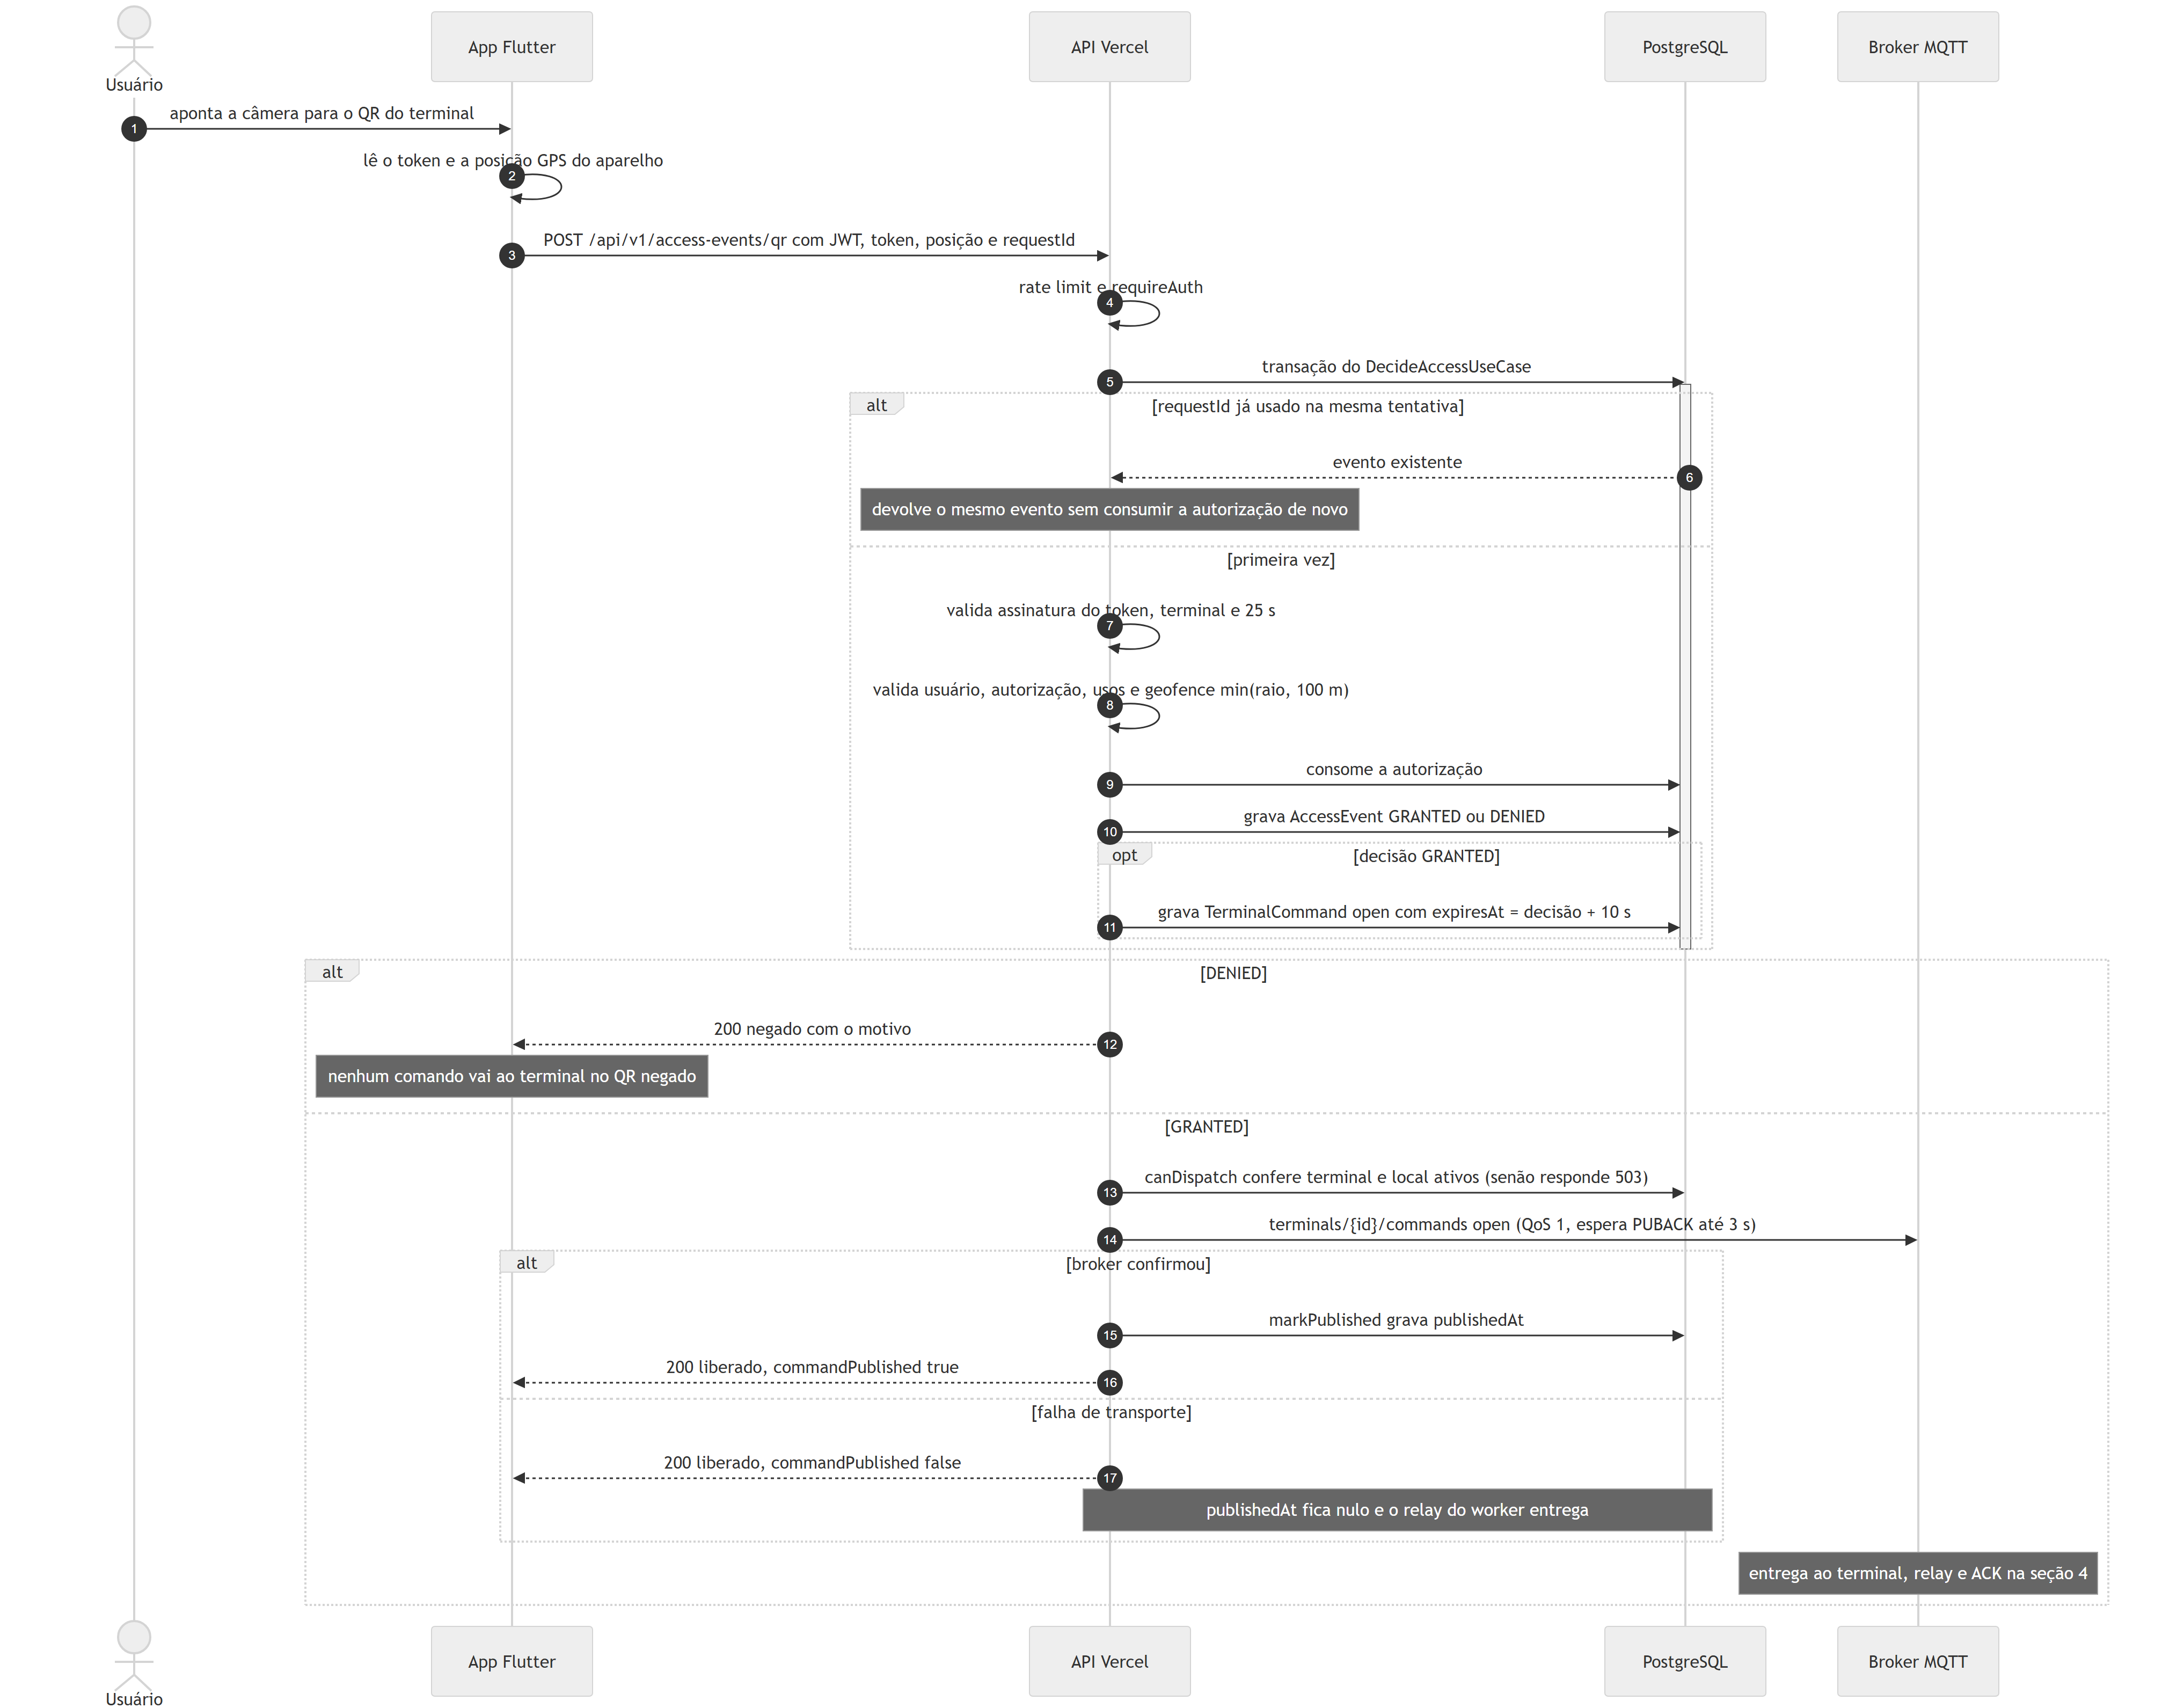 Usuário
App Flutter
API Vercel
PostgreSQL
Broker MQTT
aponta a câmera para o QR do terminal
1
lê o token e a posição GPS do aparelho
2
POST /api/v1/access-events/qr com JWT, token, posição e requestId
3
rate limit e requireAuth
4
transação do DecideAccessUseCase
5
alt
[requestId já usado na mesma tentativa]
evento existente
6
devolve o mesmo evento sem consumir a autorização de novo
[primeira vez]
valida assinatura do token, terminal e 25 s
7
valida usuário, autorização, usos e geofence min(raio, 100 m)
8
consome a autorização
9
grava AccessEvent GRANTED ou DENIED
10
opt
[decisão GRANTED]
grava TerminalCommand open com expiresAt = decisão + 10 s
11
alt
[DENIED]
200 negado com o motivo
12
nenhum comando vai ao terminal no QR negado
[GRANTED]
canDispatch confere terminal e local ativos (senão responde 503)
13
terminals/{id}/commands open (QoS 1, espera PUBACK até 3 s)
14
alt
[broker confirmou]
markPublished grava publishedAt
15
200 liberado, commandPublished true
16
[falha de transporte]
200 liberado, commandPublished false
17
publishedAt fica nulo e o relay do worker entrega
entrega ao terminal, relay e ACK na seção 4
Usuário
App Flutter
API Vercel
PostgreSQL
Broker MQTT